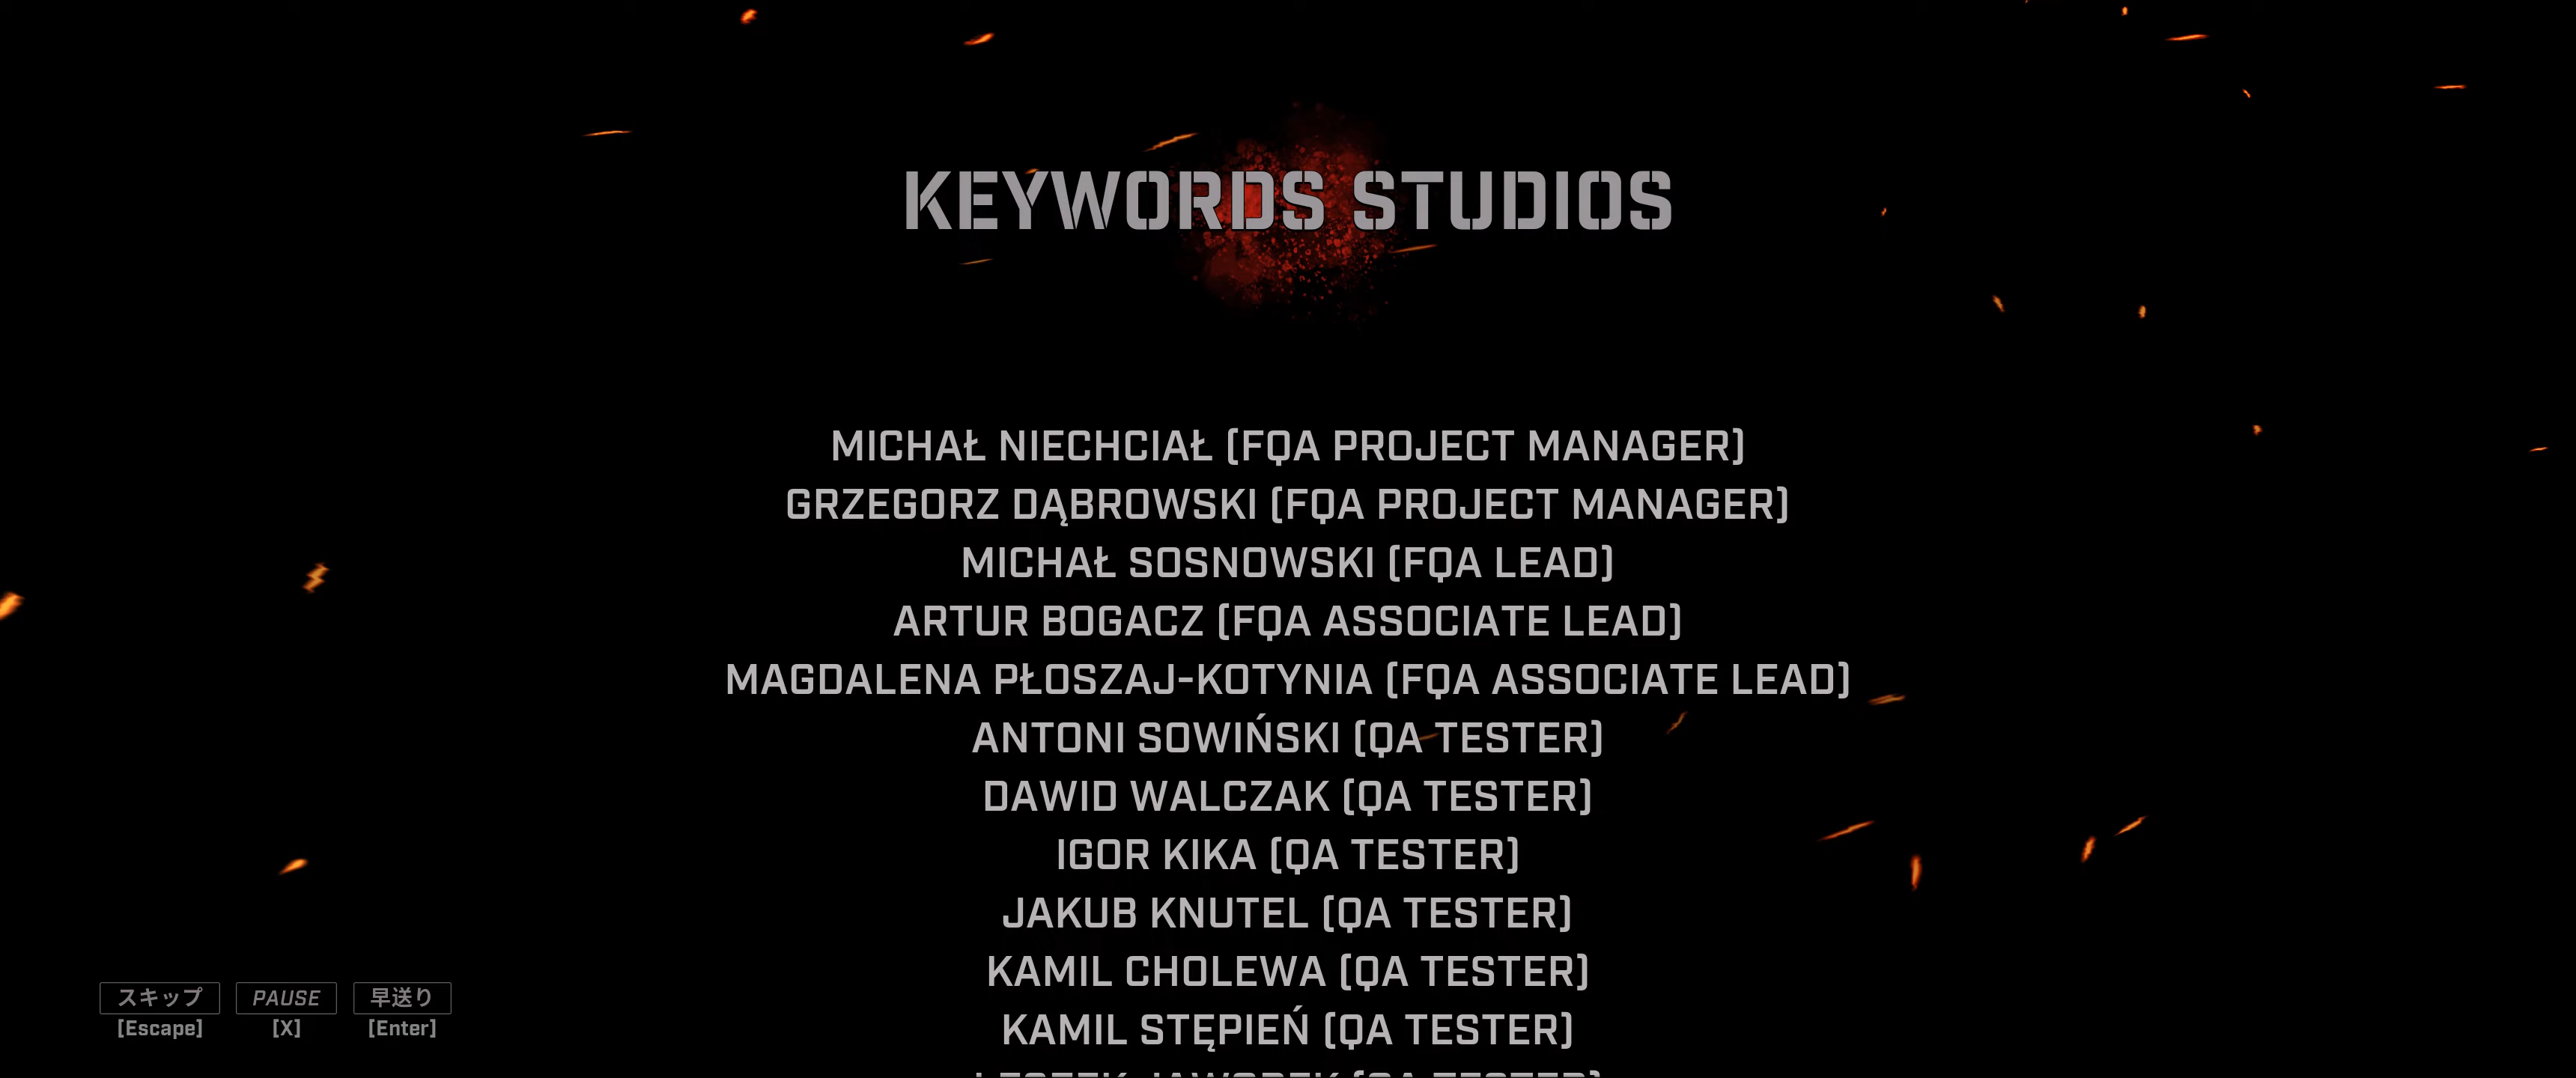 KEYWORDS STUDIOS
MICHAŁ NIECHCIAŁ (FQA PROJECT MANAGER)
GRZEGORZ DĄBROWSKI (FQA PROJECT MANAGER)
MICHAŁ SOSNOWSKI (FQA LEAD)
ARTUR BOGACZ (FQA ASSOCIATE LEAD)
MAGDALENA PŁOSZAJ-KOTYNIA (FQA ASSOCIATE LEAD)
ANTONI SOWIŃSKI (QA TESTER)
DAWID WALCZAK (QA TESTER)
IGOR KIKA (QA TESTER)
JAKUB KNUTEL (QA TESTER)
KAMIL CHOLEWA (QA TESTER)
KAMIL STĘPIEŃ (QA TESTER)
スキップ PAUSE 早送り
[Escape] [X] [Enter]